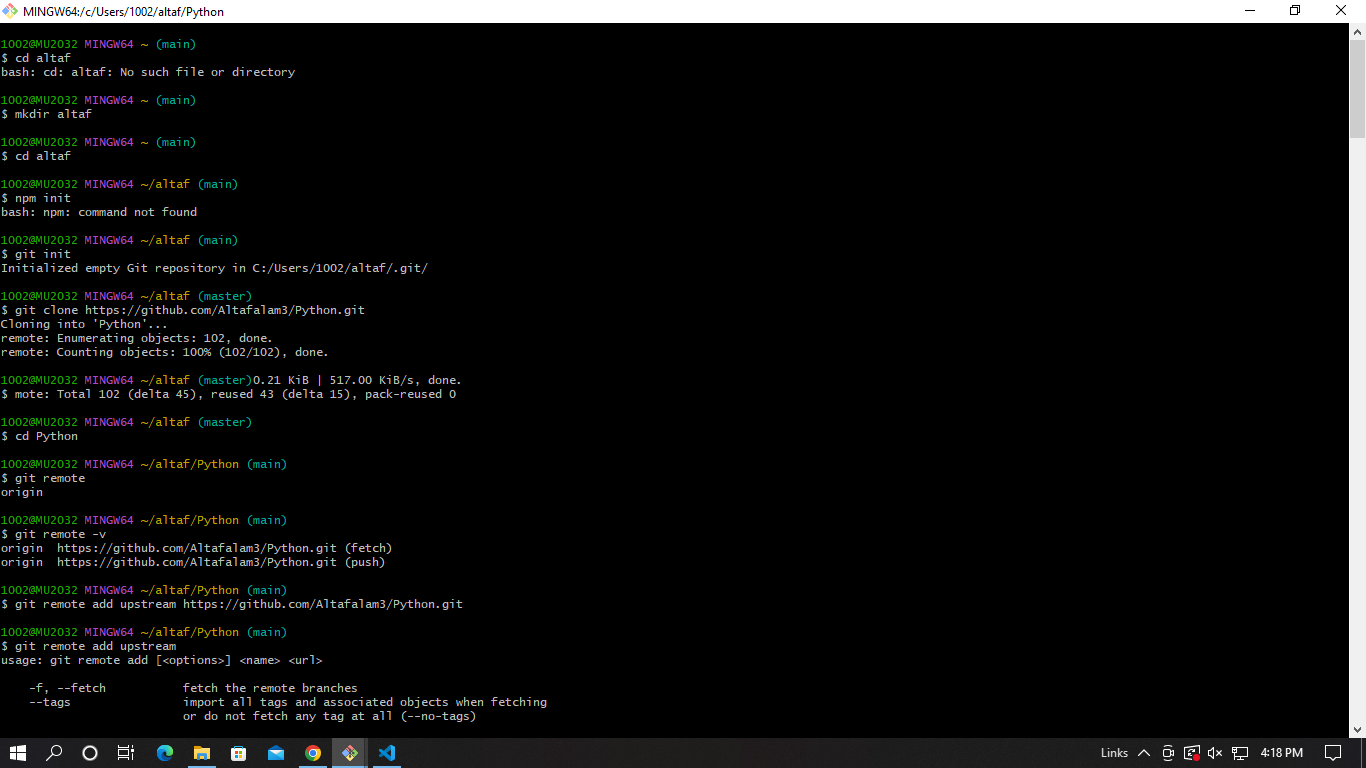 MINGW64:/c/Users/1002/altaf/Python
1002@MU2032 MINGW64 ~ (main)
$ cd altaf
bash: cd: altaf: No such file or directory
1002@MU2032 MINGW64 ~ (main)
$ mkdir altaf
1002@MU2032 MINGW64 ~ (main)
$ cd altaf
1002@MU2032 MINGW64 ~/altaf (main)
$ npm init
bash: npm: command not found
1002@MU2032 MINGW64 ~/altaf (main)
$ git init
Initialized empty Git repository in C:/Users/1002/altaf/.git/
1002@MU2032 MINGW64 ~/altaf (master)
$ git clone https://github.com/Altafalam3/Python.git
Cloning into 'Python'...
remote: Enumerating objects: 102, done.
remote: Counting objects: 100% (102/102), done.
1002@MU2032 MINGW64 ~/altaf (master)0.21 KiB | 517.00 KiB/s, done.
$ mote: Total 102 (delta 45), reused 43 (delta 15), pack-reused 0
1002@MU2032 MINGW64 ~/altaf (master)
$ cd Python
1002@MU2032 MINGW64 ~/altaf/Python (main)
$ git remote
origin
1002@MU2032 MINGW64 ~/altaf/Python (main)
$ git remote -v
origin  https://github.com/Altafalam3/Python.git (fetch)
origin  https://github.com/Altafalam3/Python.git (push)
1002@MU2032 MINGW64 ~/altaf/Python (main)
$ git remote add upstream https://github.com/Altafalam3/Python.git
1002@MU2032 MINGW64 ~/altaf/Python (main)
$ git remote add upstream
usage: git remote add [<options>] <name> <url>
    -f, --fetch           fetch the remote branches
    --tags                import all tags and associated objects when fetching
                          or do not fetch any tag at all (--no-tags)
Links 4:18 PM